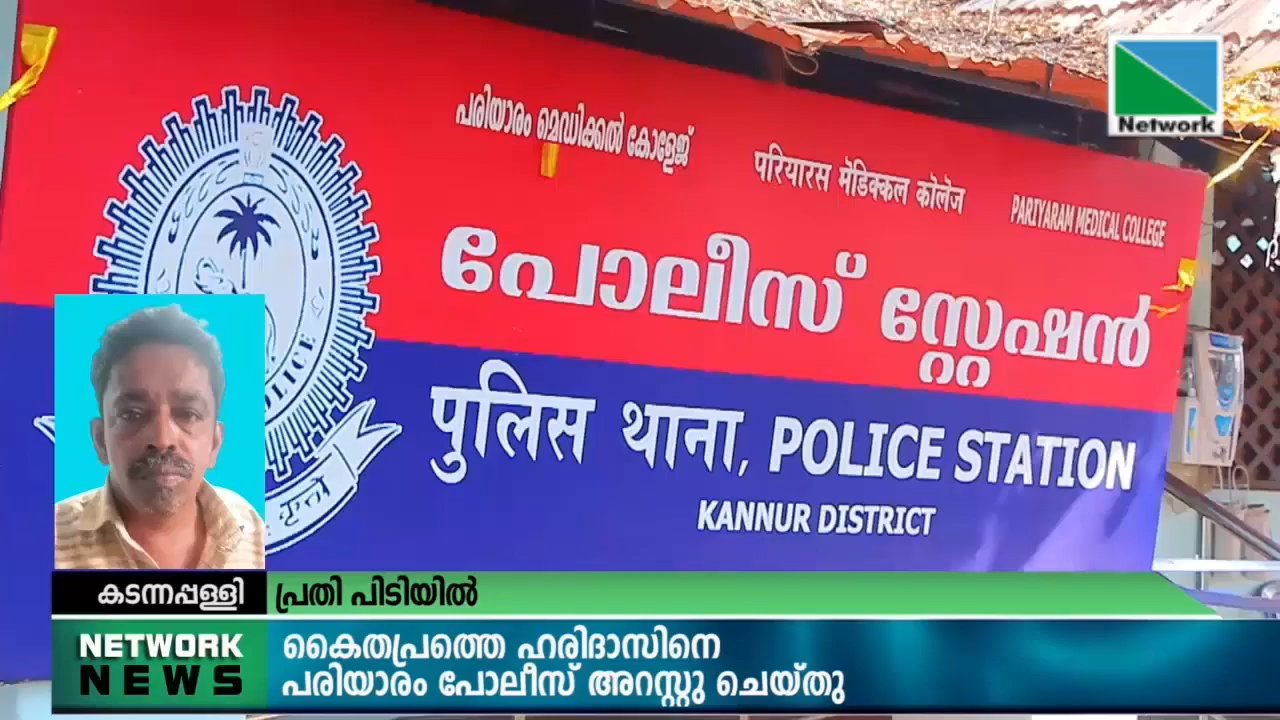 Network
പരിയാരം മെഡിക്കൽ കോളേജ്
परियारस मॅडिक्कल कॉलॅज
PARIYARAM MEDICAL COLLEGE
പോലീസ് സ്റ്റേഷൻ
पुलिस थाना, POLICE STATION
KANNUR DISTRICT
കടന്നപ്പള്ളി
പ്രതി പിടിയിൽ
NETWORK
NEWS
കൈതപ്രത്തെ ഹരിദാസിനെ
പരിയാരം പോലീസ് അറസ്റ്റു ചെയ്തു